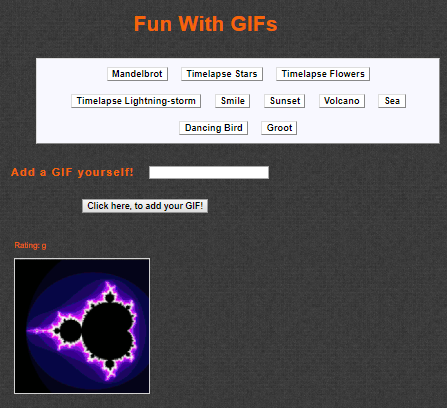 Fun With GIFs
Mandelbrot Timelapse Stars Timelapse Flowers
Timelapse Lightning-storm Smile Sunset Volcano Sea
Dancing Bird Groot
Add a GIF yourself!
Click here, to add your GIF!
Rating: g